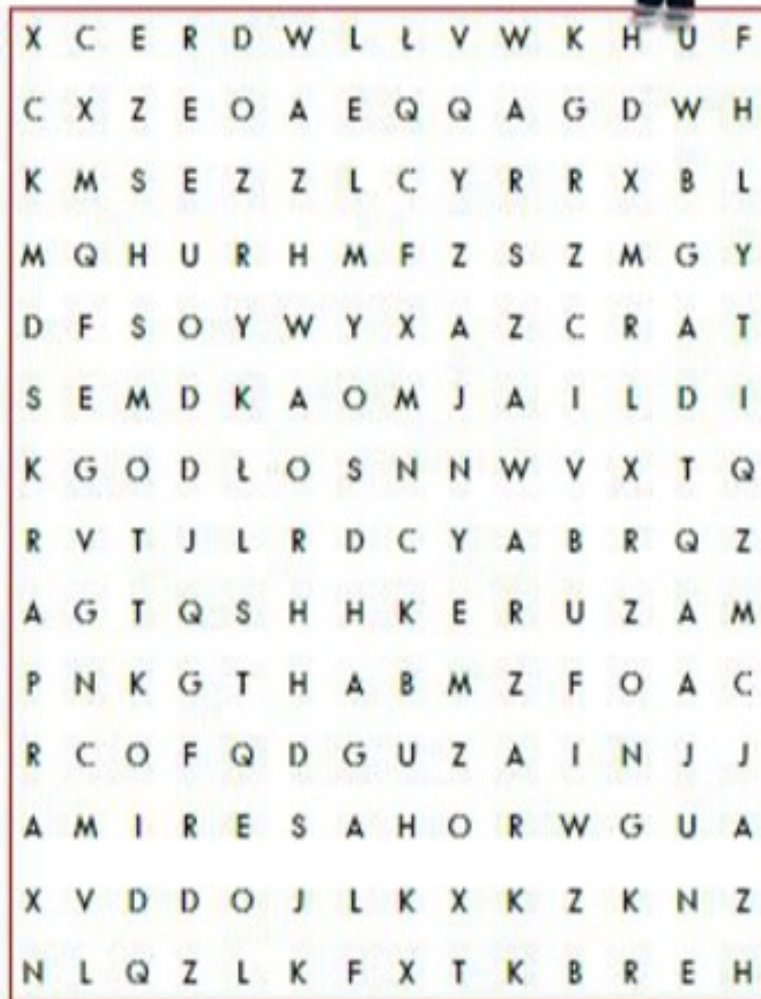 X C E R D W L Ł V W K H U F
C X Z E O A E Q Q A G D W H
K M S E Z Z L C Y R R X B L
M Q H U R H M F Z S Z M G Y
D F S O Y W Y X A Z C R A T
S E M D K A O M J A I L D I
K G O D Ł O S N N W V X T Q
R V T J L R D C Y A B R Q Z
A G T Q S H H K E R U Z A M
P N K G T H A B M Z F O A C
R C O F Q D G U Z A I N J J
A M I R E S A H O R W G U A
X V D D O J L K X K Z K N Z
N L Q Z L K F X T K B R E H